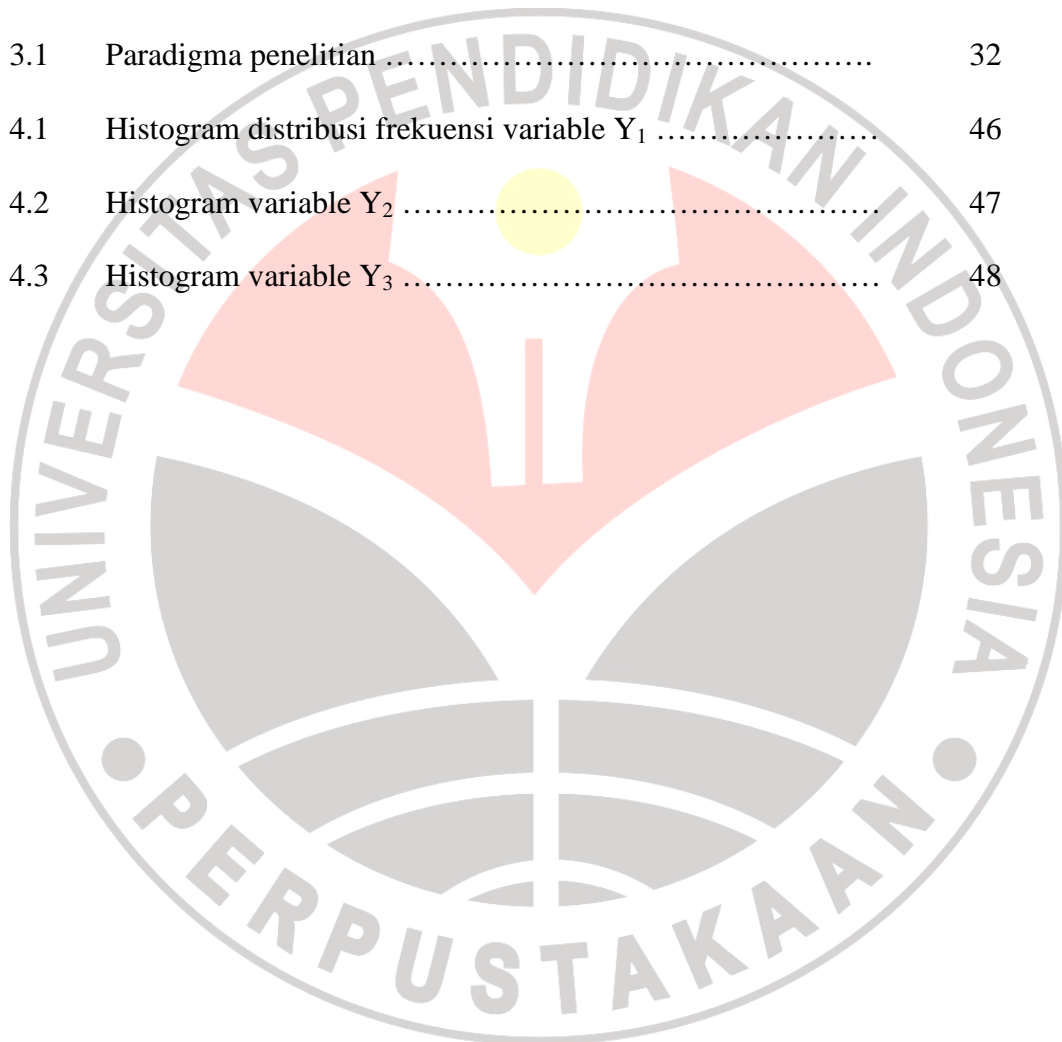 3.1 Paradigma penelitian ………………………………………. 32
4.1 Histogram distribusi frekuensi variable Y₁ ………………… 46
4.2 Histogram variable Y₂ ……………………………………… 47
4.3 Histogram variable Y₃ ……………………………………… 48
UNIVERSITAS PENDIDIKAN INDONESIA
PERPUSTAKAAN